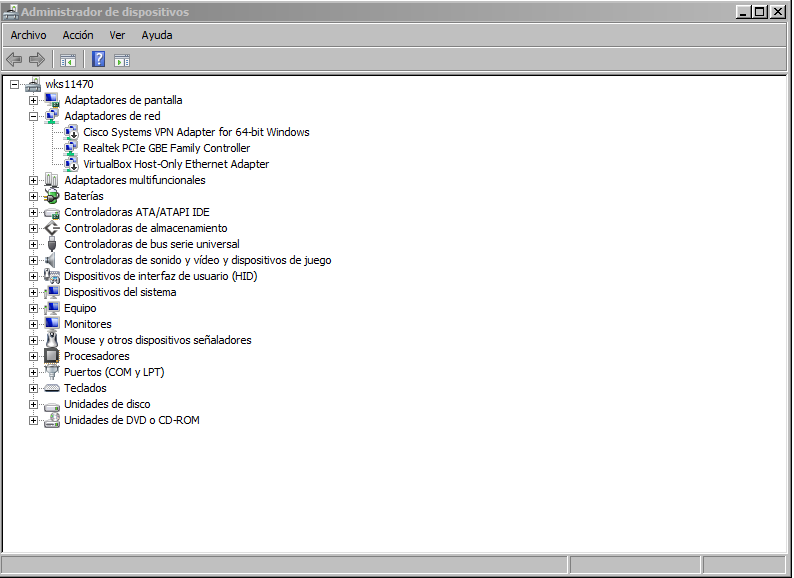 Administrador de dispositivos
Archivo Acción Ver Ayuda
wks11470
Adaptadores de pantalla
Adaptadores de red
Cisco Systems VPN Adapter for 64-bit Windows
Realtek PCIe GBE Family Controller
VirtualBox Host-Only Ethernet Adapter
Adaptadores multifuncionales
Baterías
Controladoras ATA/ATAPI IDE
Controladoras de almacenamiento
Controladoras de bus serie universal
Controladoras de sonido y vídeo y dispositivos de juego
Dispositivos de interfaz de usuario (HID)
Dispositivos del sistema
Equipo
Monitores
Mouse y otros dispositivos señaladores
Procesadores
Puertos (COM y LPT)
Teclados
Unidades de disco
Unidades de DVD o CD-ROM